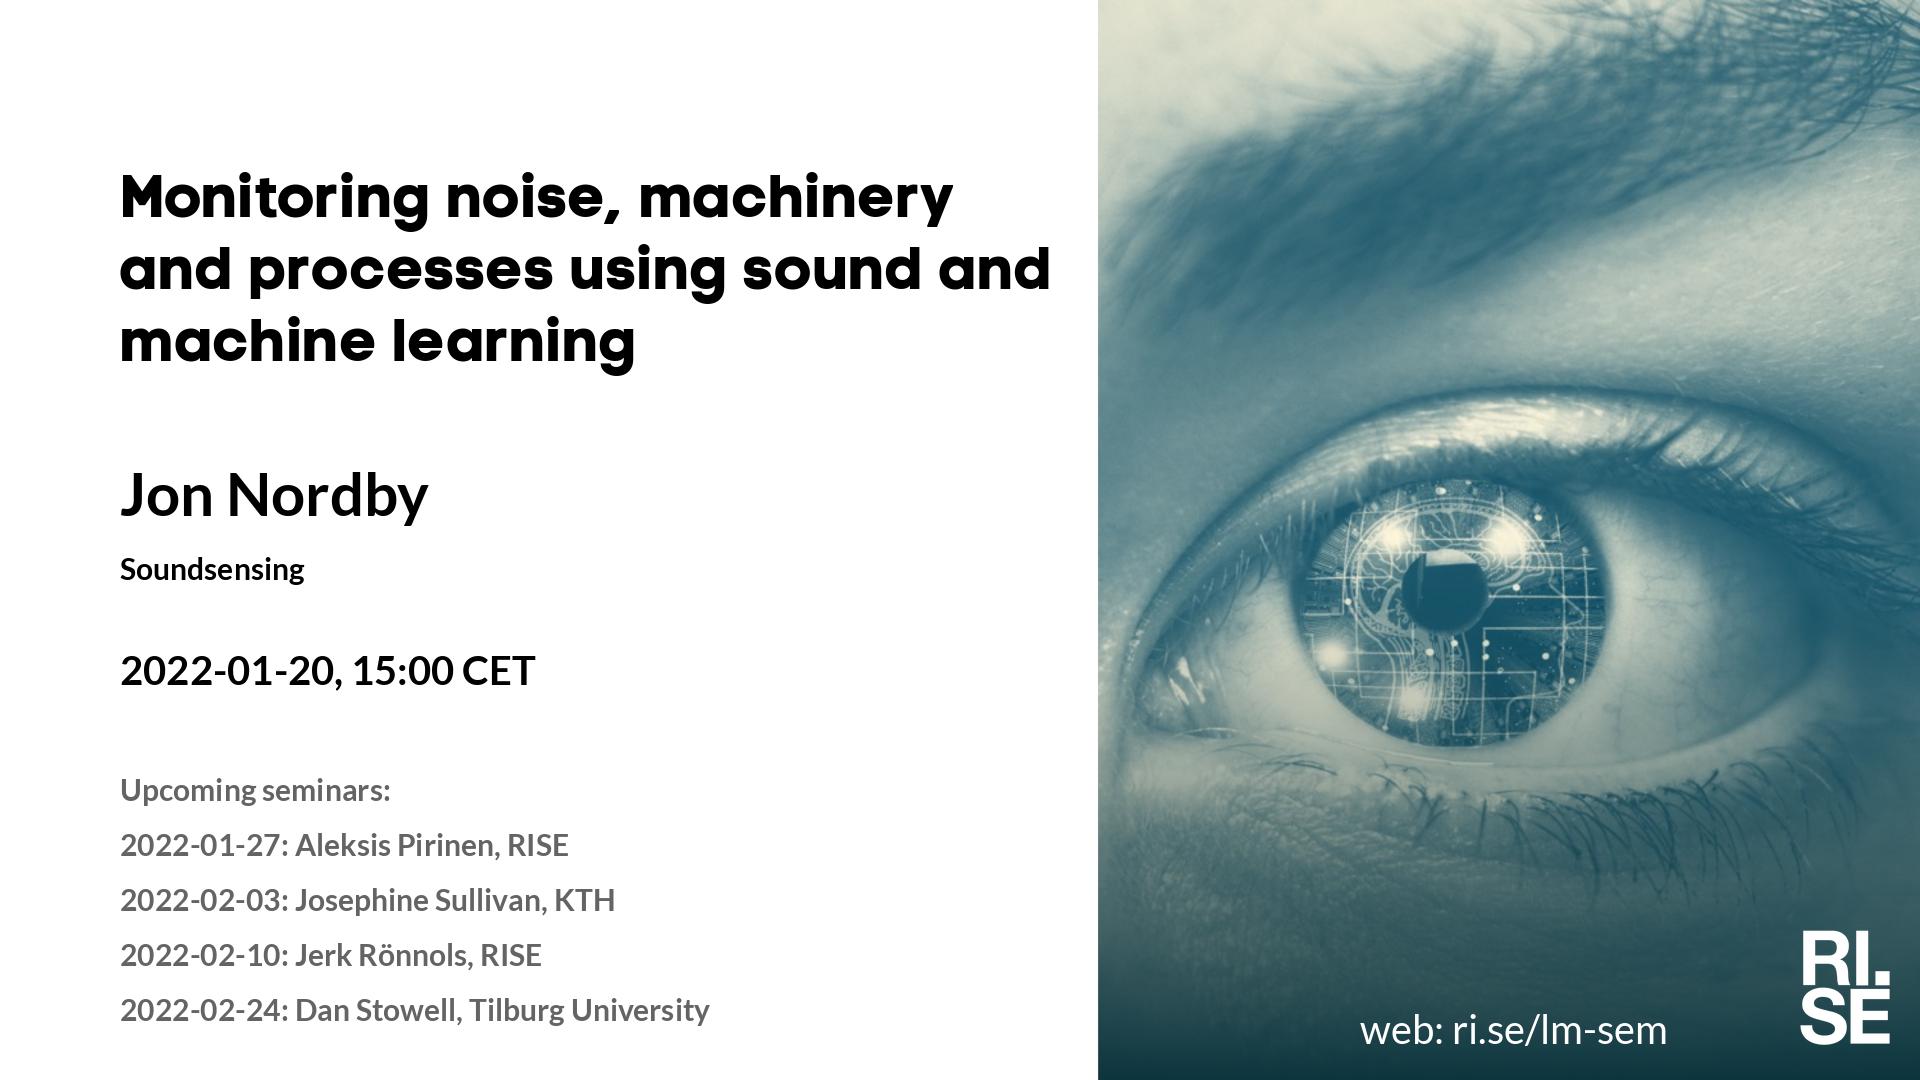 Monitoring noise, machinery
and processes using sound and
machine learning
Jon Nordby
Soundsensing
2022-01-20, 15:00 CET
Upcoming seminars:
2022-01-27: Aleksis Pirinen, RISE
2022-02-03: Josephine Sullivan, KTH
2022-02-10: Jerk Rönnols, RISE
2022-02-24: Dan Stowell, Tilburg University
web: ri.se/lm-sem
RI.
SE